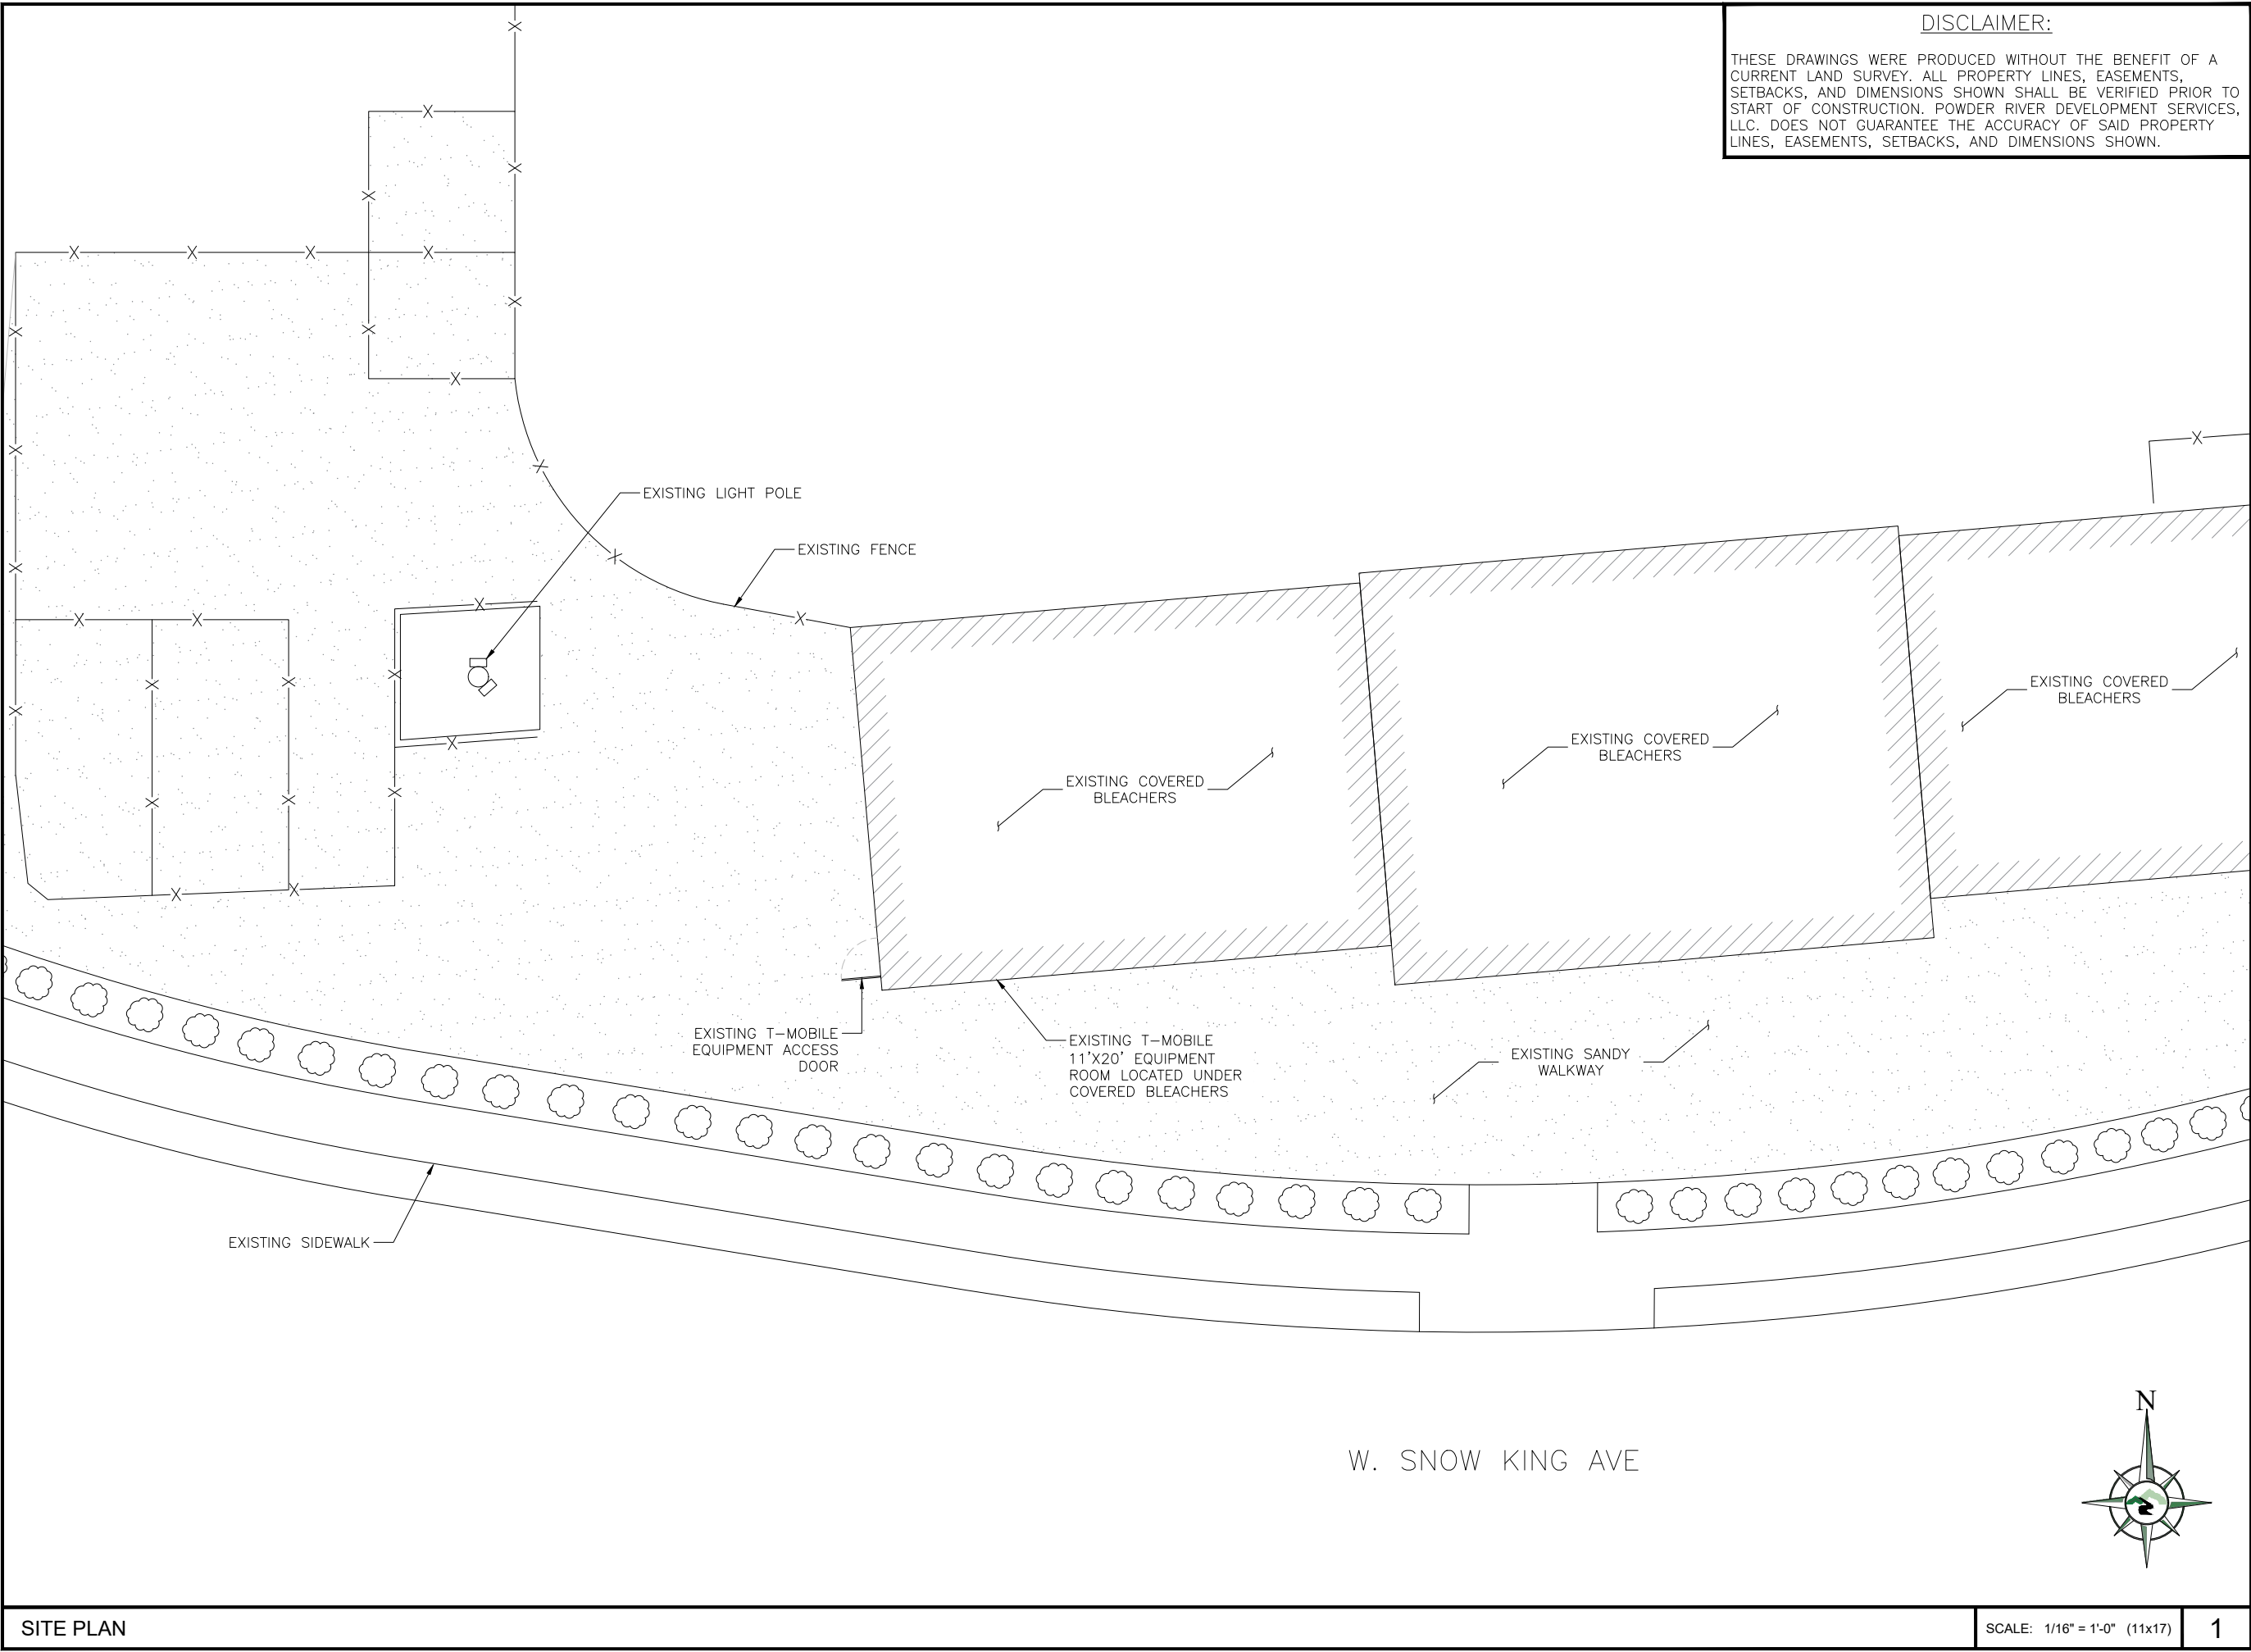 DISCLAIMER:
THESE DRAWINGS WERE PRODUCED WITHOUT THE BENEFIT OF A
CURRENT LAND SURVEY. ALL PROPERTY LINES, EASEMENTS,
SETBACKS, AND DIMENSIONS SHOWN SHALL BE VERIFIED PRIOR TO
START OF CONSTRUCTION. POWDER RIVER DEVELOPMENT SERVICES,
LLC. DOES NOT GUARANTEE THE ACCURACY OF SAID PROPERTY
LINES, EASEMENTS, SETBACKS, AND DIMENSIONS SHOWN.
EXISTING LIGHT POLE
EXISTING FENCE
EXISTING COVERED
BLEACHERS
EXISTING COVERED
BLEACHERS
EXISTING COVERED
BLEACHERS
EXISTING T-MOBILE
EQUIPMENT ACCESS
DOOR
EXISTING T-MOBILE
11'X20' EQUIPMENT
ROOM LOCATED UNDER
COVERED BLEACHERS
EXISTING SANDY
WALKWAY
EXISTING SIDEWALK
W. SNOW KING AVE
N
SITE PLAN
SCALE: 1/16" = 1'-0" (11x17)
1